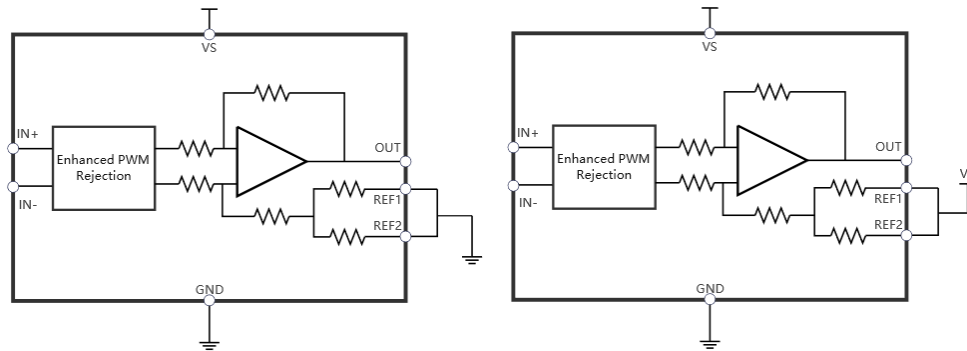 VS
IN+
Enhanced PWM
Rejection
IN-
OUT
REF1
REF2
GND
VS
IN+
Enhanced PWM
Rejection
IN-
OUT
V
REF1
REF2
GND